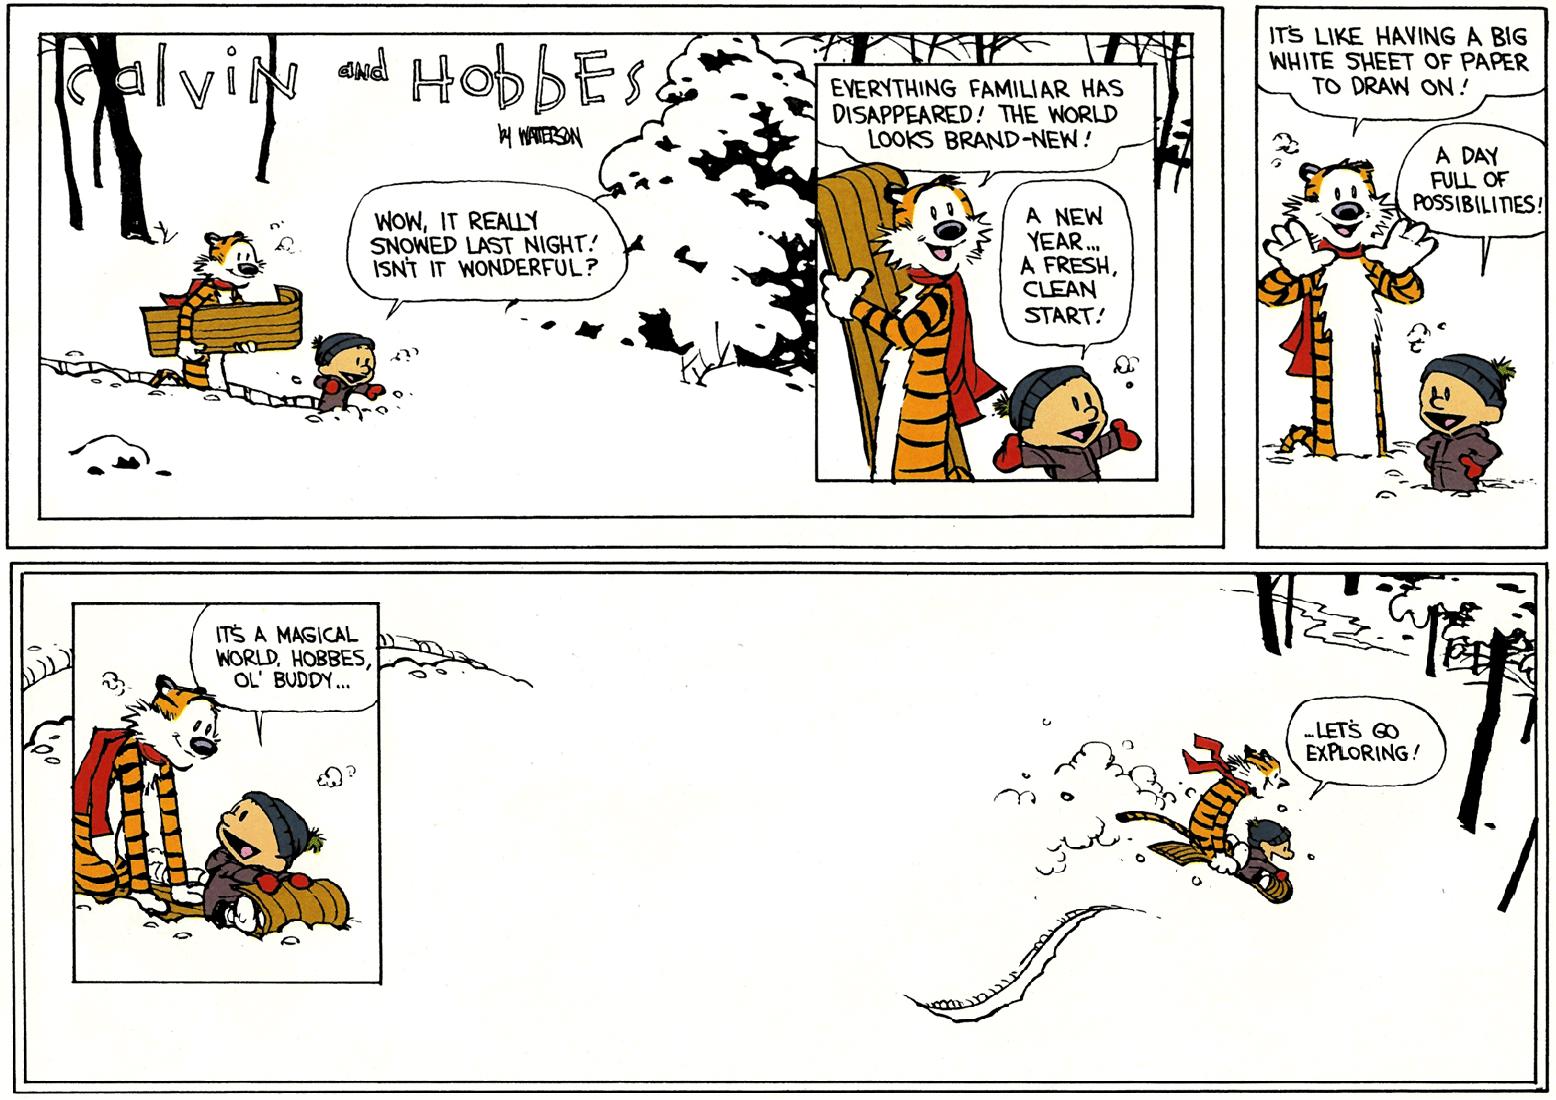 Calvin and Hobbes
by WATTERSON
WOW, IT REALLY
SNOWED LAST NIGHT!
ISN'T IT WONDERFUL?
EVERYTHING FAMILIAR HAS
DISAPPEARED! THE WORLD
LOOKS BRAND-NEW!
A NEW
YEAR...
A FRESH,
CLEAN
START!
IT'S LIKE HAVING A BIG
WHITE SHEET OF PAPER
TO DRAW ON!
A DAY
FULL OF
POSSIBILITIES!
IT'S A MAGICAL
WORLD, HOBBES,
OL' BUDDY...
...LET'S GO
EXPLORING!